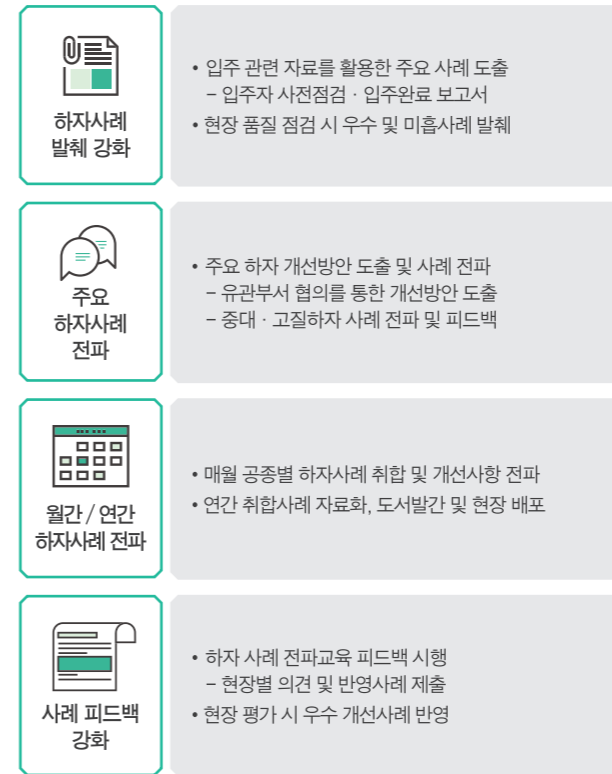 하자사례
발췌 강화
• 입주 관련 자료를 활용한 주요 사례 도출
– 입주자 사전점검 · 입주완료 보고서
• 현장 품질 점검 시 우수 및 미흡사례 발췌
주요
하자사례
전파
• 주요 하자 개선방안 도출 및 사례 전파
– 유관부서 협의를 통한 개선방안 도출
– 중대 · 고질하자 사례 전파 및 피드백
월간 / 연간
하자사례 전파
• 매월 공종별 하자사례 취합 및 개선사항 전파
• 연간 취합사례 자료화, 도서발간 및 현장 배포
사례 피드백
강화
• 하자 사례 전파교육 피드백 시행
– 현장별 의견 및 반영사례 제출
• 현장 평가 시 우수 개선사례 반영